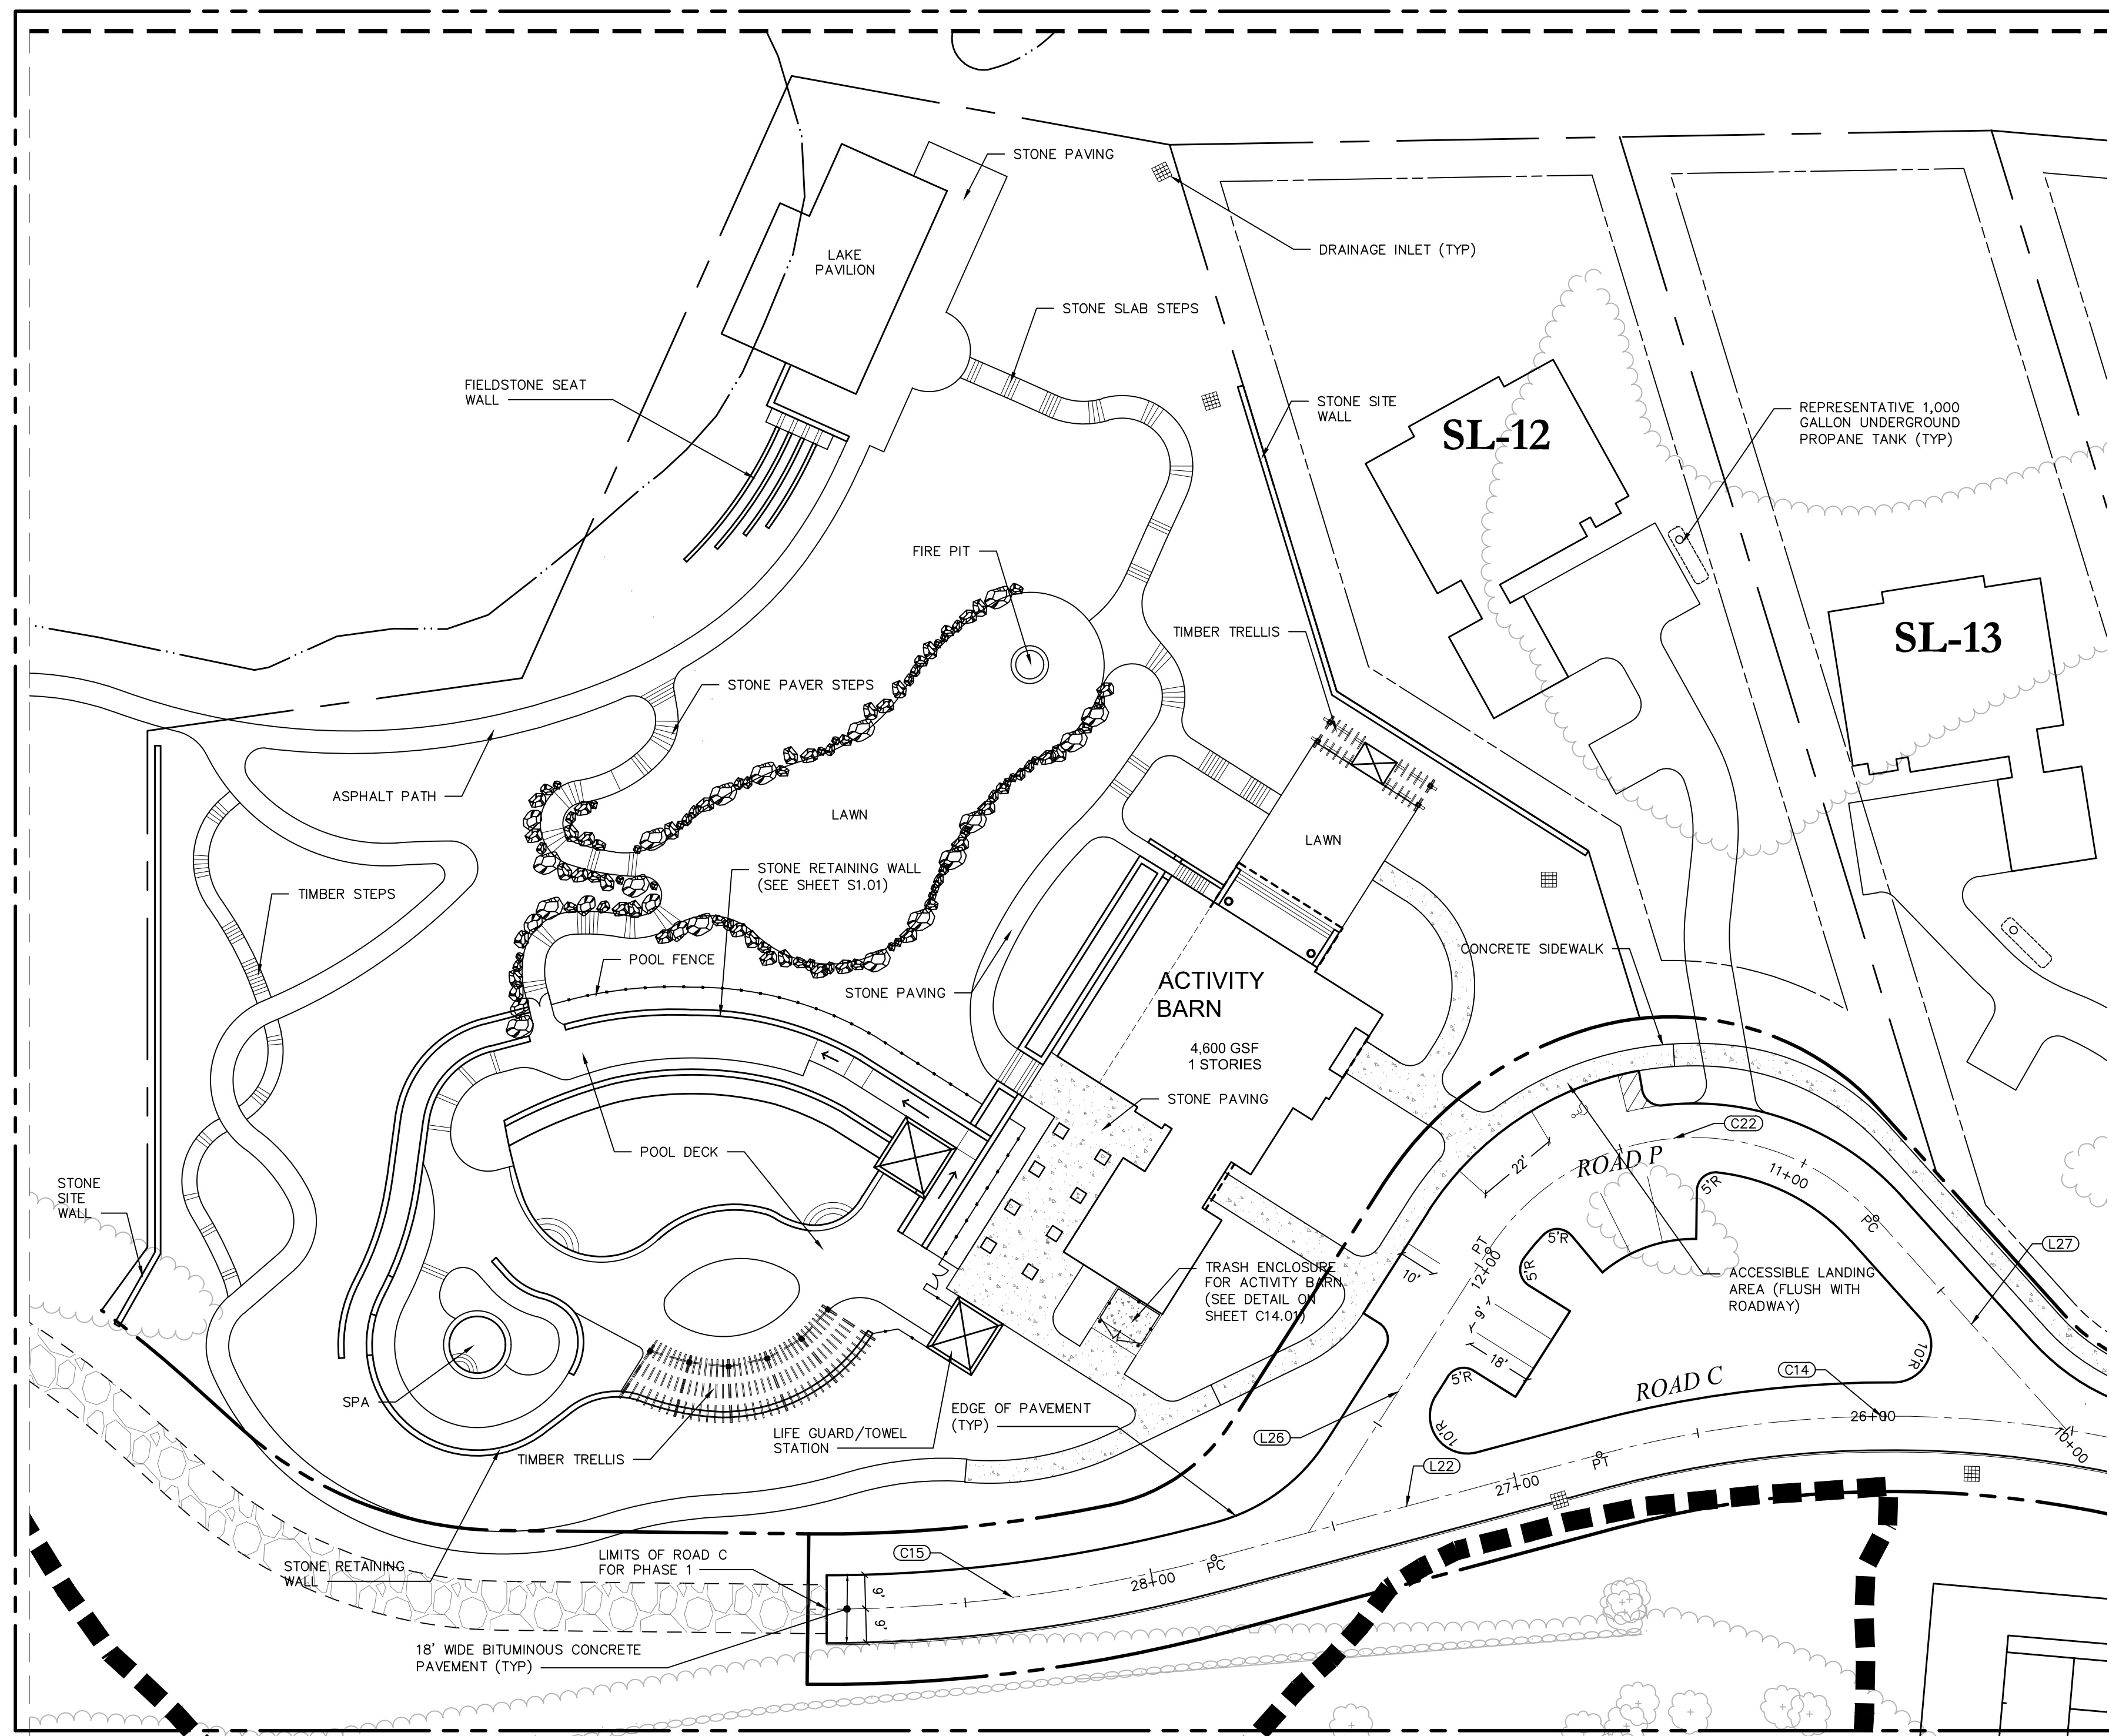 STONE PAVING
LAKE
PAVILION
DRAINAGE INLET (TYP)
STONE SLAB STEPS
FIELDSTONE SEAT
WALL
STONE SITE
WALL
SL-12
REPRESENTATIVE 1,000
GALLON UNDERGROUND
PROPANE TANK (TYP)
FIRE PIT
TIMBER TRELLIS
SL-13
STONE PAVER STEPS
ASPHALT PATH
LAWN
LAWN
STONE RETAINING WALL
(SEE SHEET S1.01)
TIMBER STEPS
CONCRETE SIDEWALK
POOL FENCE
STONE PAVING
ACTIVITY
BARN
4,600 GSF
1 STORIES
STONE PAVING
C22
POOL DECK
22'
ROAD P
11+00
5'R
PC
STONE
SITE
WALL
PT
12+00
5'R
5'R
L27
TRASH ENCLOSURE
FOR ACTIVITY BARN
(SEE DETAIL ON
SHEET C14.01)
10'
ACCESSIBLE LANDING
AREA (FLUSH WITH
ROADWAY)
9'
18'
5'R
10'R
ROAD C
C14
SPA
EDGE OF PAVEMENT
(TYP)
10'R
26+00
10+00
LIFE GUARD/TOWEL
STATION
L26
TIMBER TRELLIS
L22
PT
27+00
STONE RETAINING
WALL
LIMITS OF ROAD C
FOR PHASE 1
C15
PC
28+00
9'
9'
18' WIDE BITUMINOUS CONCRETE
PAVEMENT (TYP)